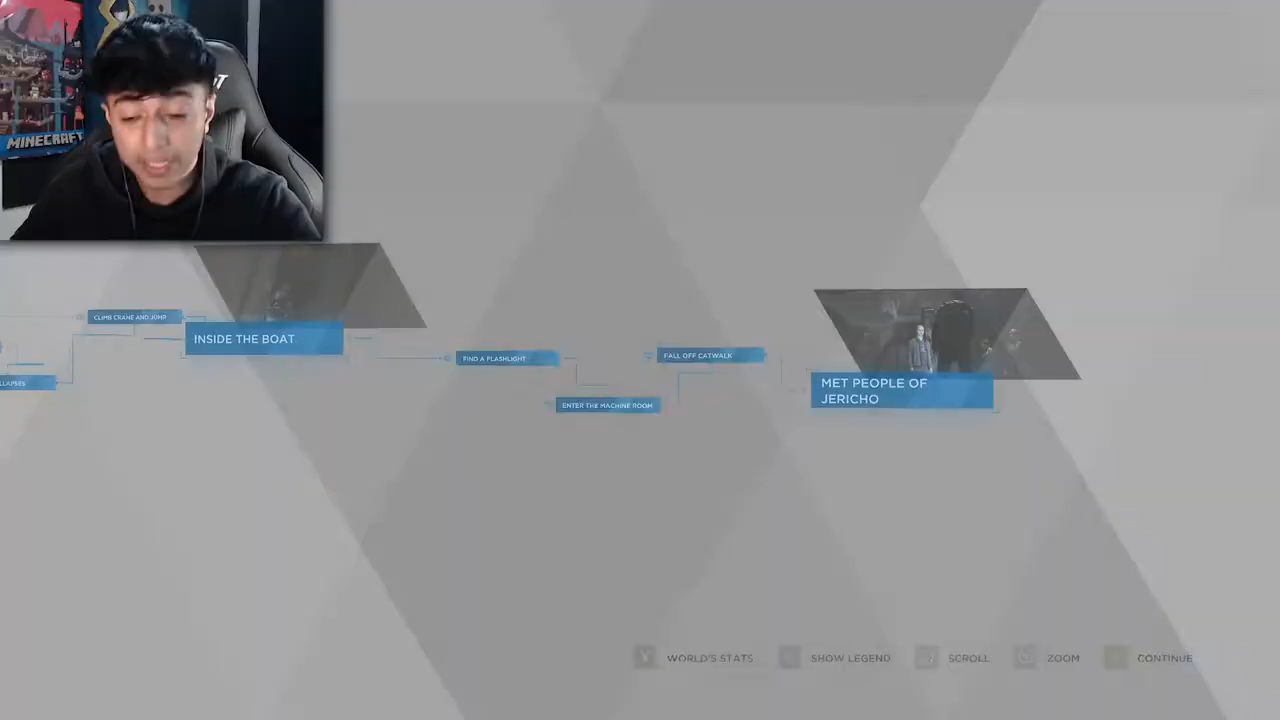 MINECRAFT
CLIMB CRANE AND JUMP
INSIDE THE BOAT
LLAPSES
FIND A FLASHLIGHT
ENTER THE MACHINE ROOM
FALL OFF CATWALK
MET PEOPLE OF
JERICHO
Y WORLD'S STATS
SHOW LEGEND
SCROLL
ZOOM
CONTINUE